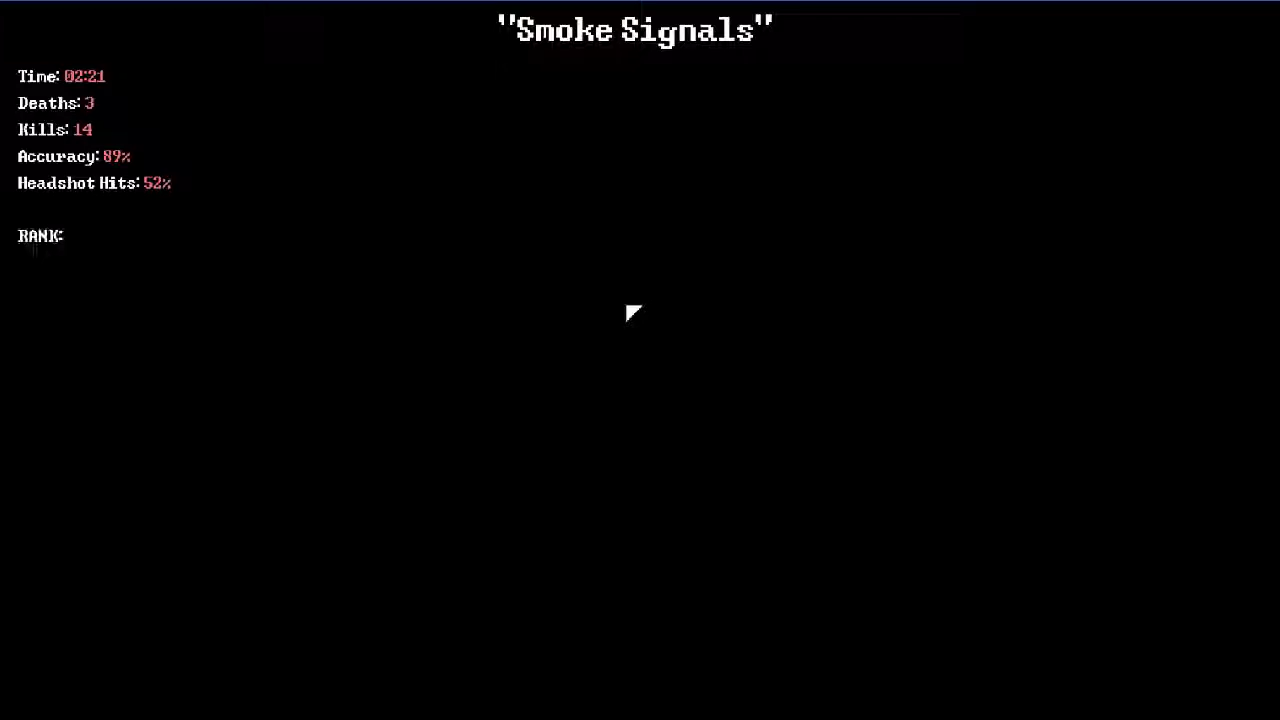 "Smoke Signals"
Time: 02:21
Deaths: 3
Kills: 14
Accuracy: 89%
Headshot Hits: 52%
RANK: